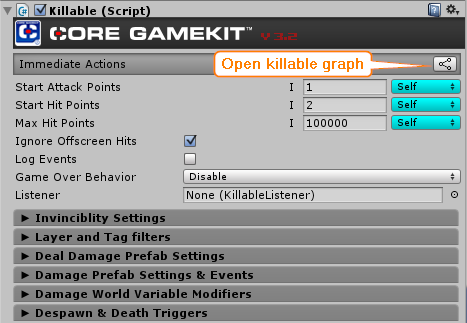 Killable (Script)
CORE GAMEKIT™ V 3.2
Immediate Actions
Open killable graph
Start Attack Points I 1 Self
Start Hit Points I 2 Self
Max Hit Points I 100000 Self
Ignore Offscreen Hits
Log Events
Game Over Behavior Disable
Listener None (KillableListener)
► Invinciblity Settings
► Layer and Tag filters
► Deal Damage Prefab Settings
► Damage Prefab Settings & Events
► Damage World Variable Modifiers
► Despawn & Death Triggers